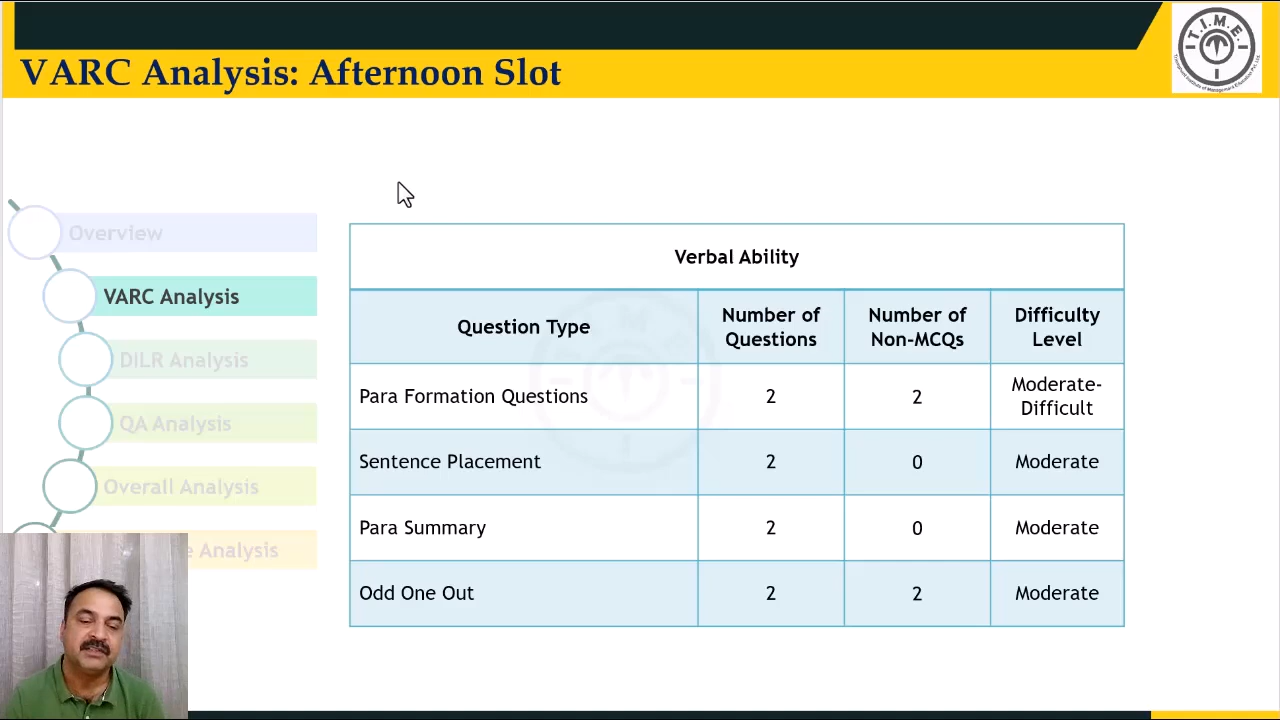 VARC Analysis: Afternoon Slot
T.I.M.E.
Overview
VARC Analysis
DILR Analysis
QA Analysis
Overall Analysis
e Analysis
Verbal Ability
Question Type
Number of Questions
Number of Non-MCQs
Difficulty Level
Para Formation Questions 2 2 Moderate-Difficult
Sentence Placement 2 0 Moderate
Para Summary 2 0 Moderate
Odd One Out 2 2 Moderate